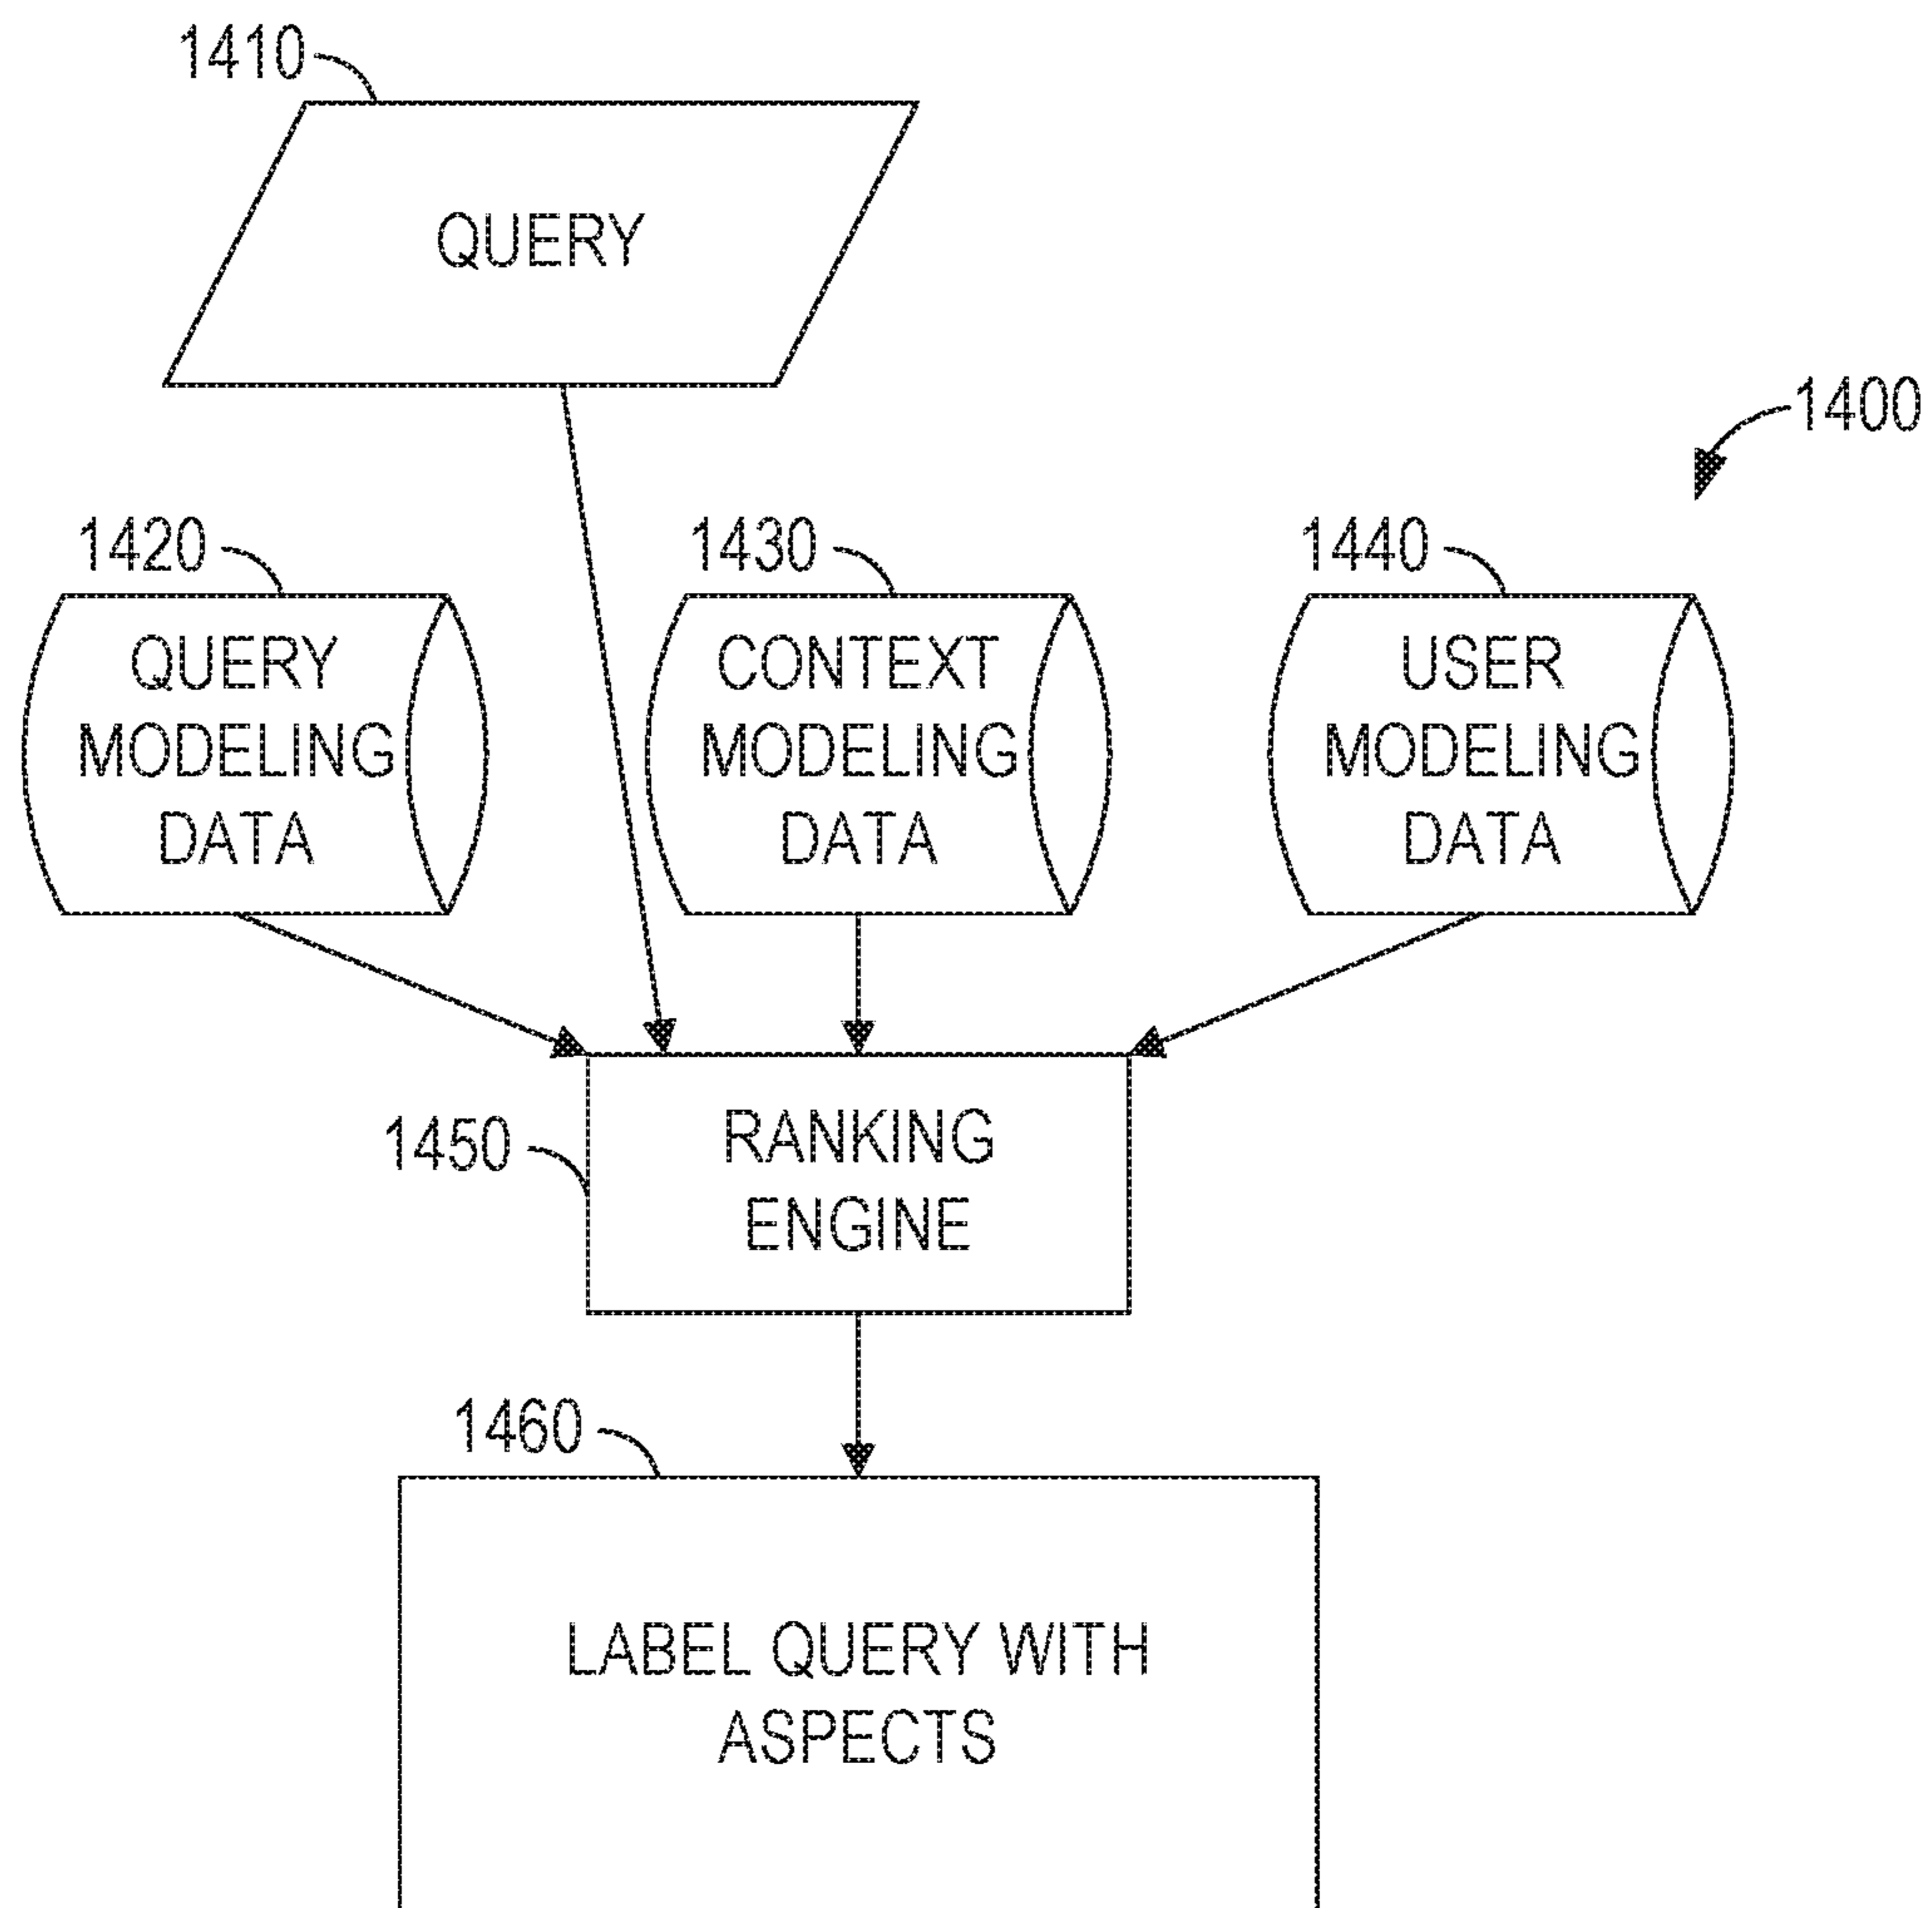 1410
QUERY
1400
1420
1430
1440
QUERY
MODELING
DATA
CONTEXT
MODELING
DATA
USER
MODELING
DATA
1450
RANKING
ENGINE
1460
LABEL QUERY WITH
ASPECTS